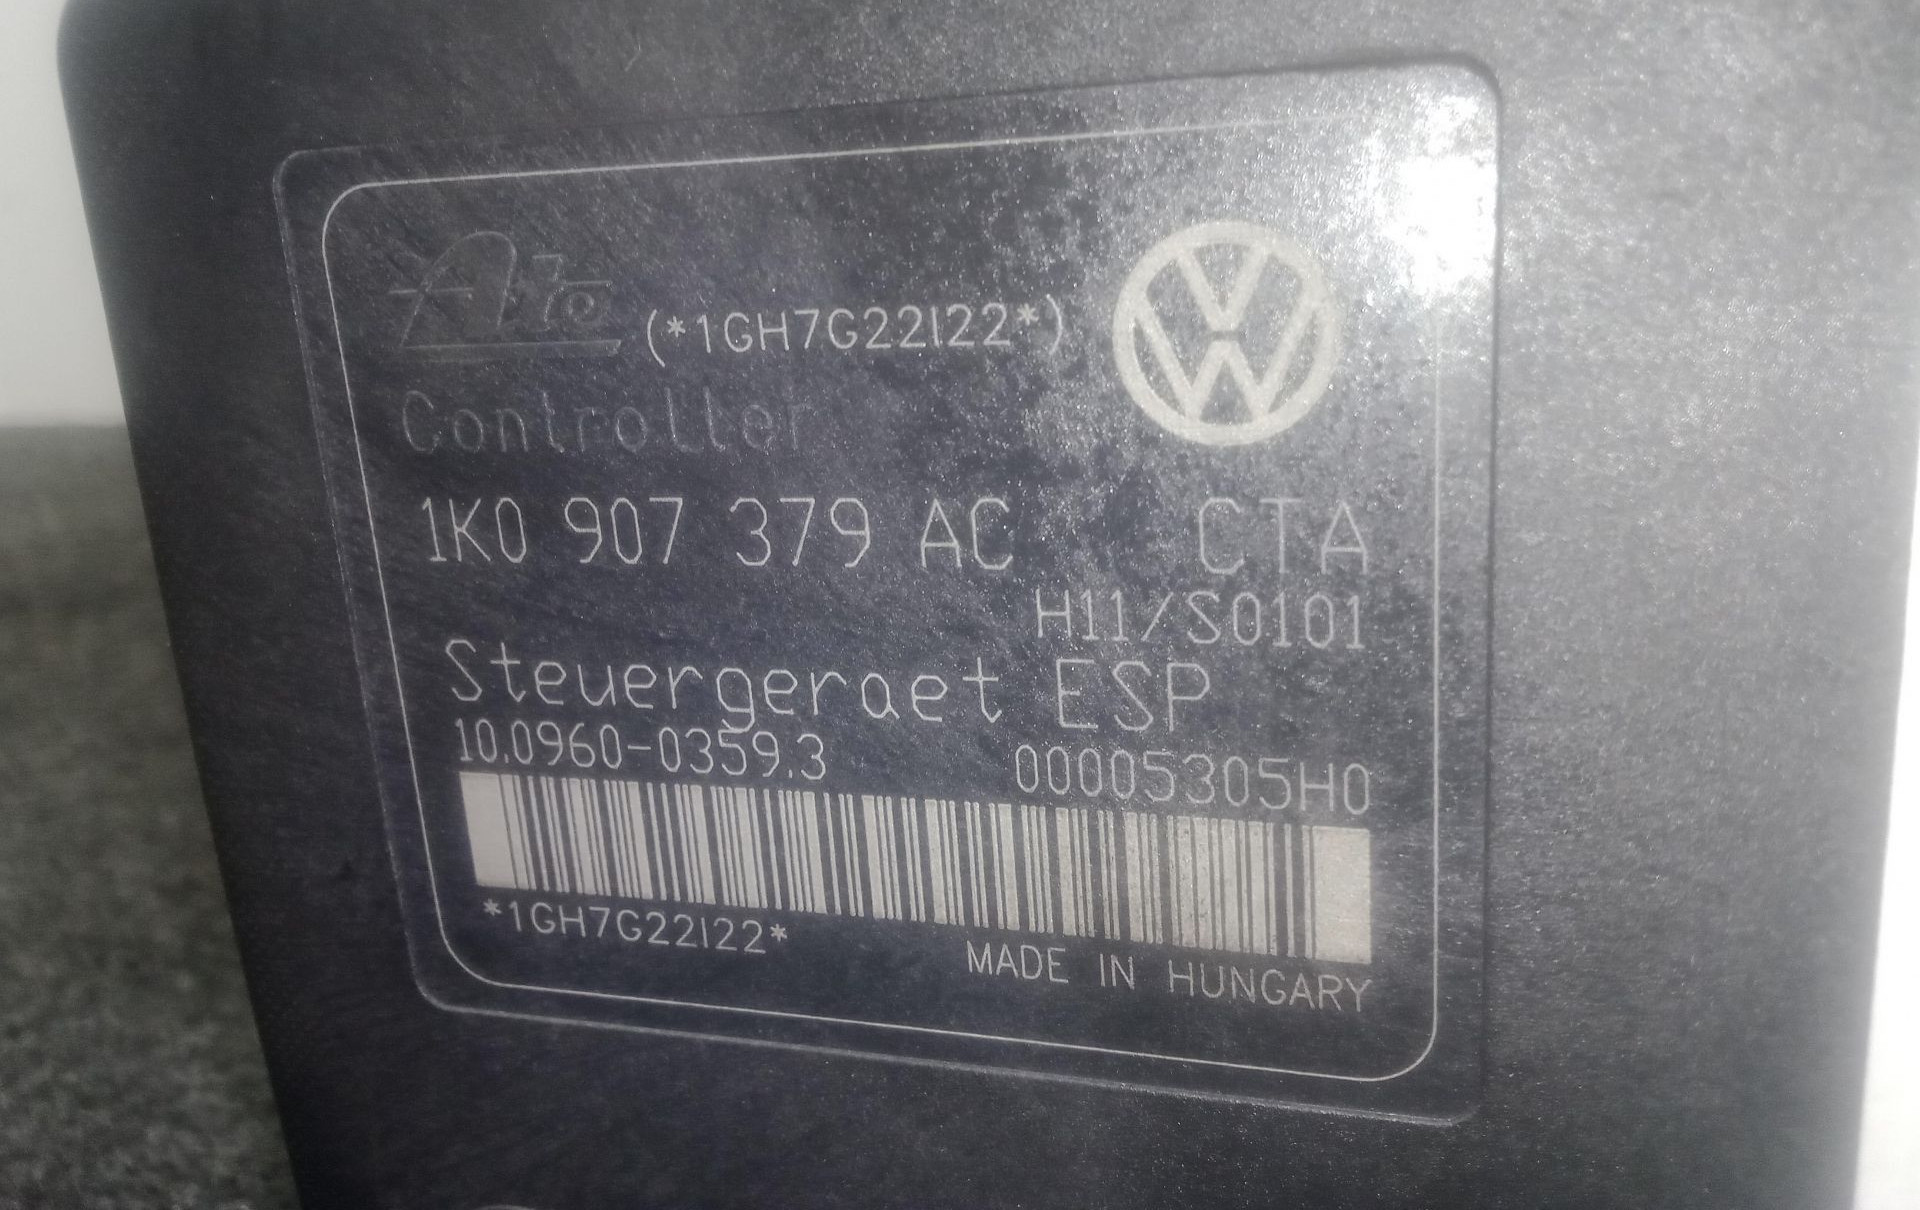 Ate (*1GH7G22I22*)
Controller
1K0 907 379 AC CTA
H11/S0101
Steuergeraet ESP
10.0960-0359.3 00005305H0
*1GH7G22I22*
MADE IN HUNGARY